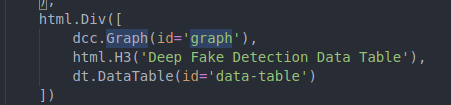 ),
html.Div([
dcc.Graph(id='graph'),
html.H3('Deep Fake Detection Data Table'),
dt.DataTable(id='data-table')
])